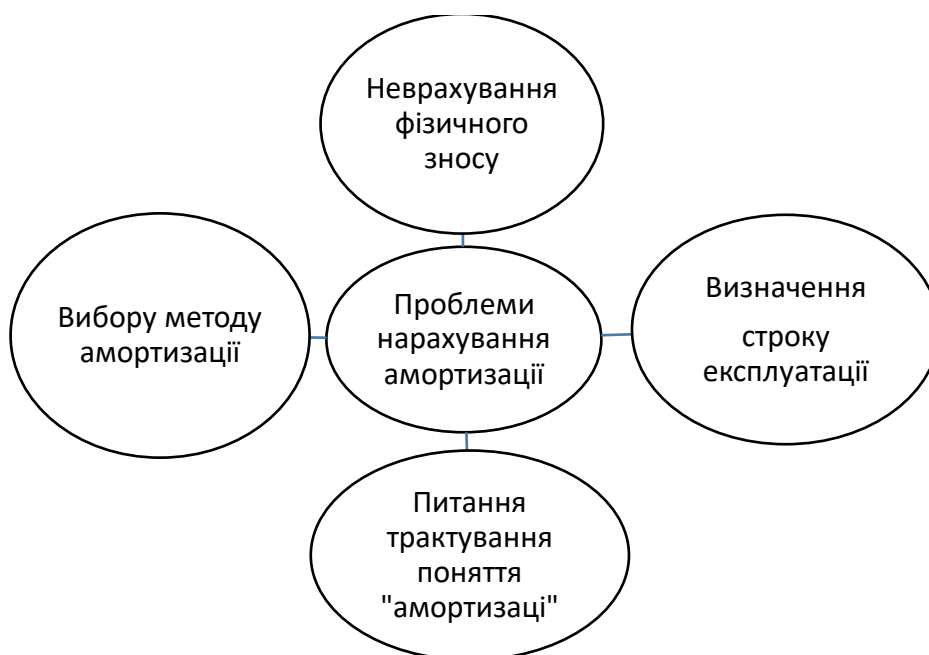 Неврахування
фізичного
зносу
Вибору методу
амортизації
Проблеми
нарахування
амортизації
Визначення
строку
експлуатації
Питання
трактування
поняття
"амортизаці"